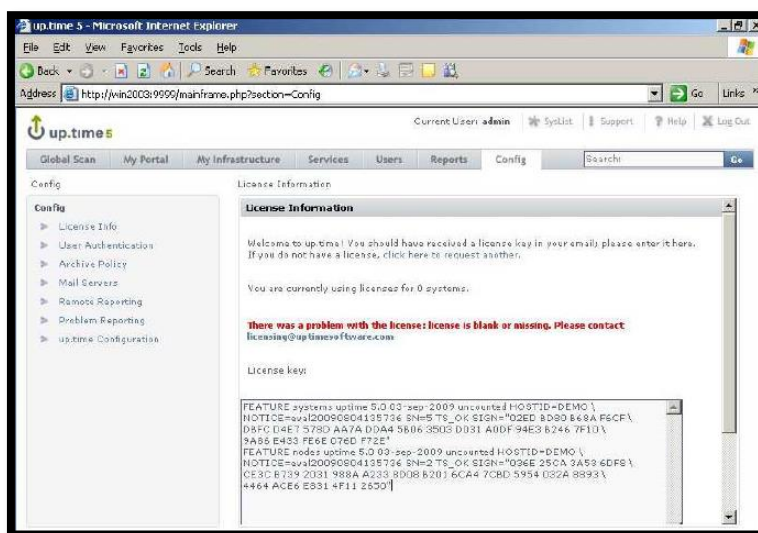 up.time 5 - Microsoft Internet Explorer
File Edit View Favorites Tools Help
Back Search Favorites
Address http://win2003:9999/mainframe.php?section=Config Go Links
up.time 5
Current User: admin SysList Support Help Log Out
Global Scan My Portal My Infrastructure Services Users Reports Config Search: Go
Config License Information
Config
License Info
User Authentication
Archive Policy
Mail Servers
Remote Reporting
Problem Reporting
up.time Configuration
License Information
Welcome to up.time! You should have received a license key in your email; please enter it here.
If you do not have a license, click here to request another.
You are currently using licenses for 0 systems.
There was a problem with the license: license is blank or missing. Please contact
licensing@uptimesoftware.com
License key:
FEATURE systems uptime 5.0 03-sep-2009 uncounted HOSTID=DEMO \
NOTICE=eval20090804135736 SN=5 TS_OK SIGN="02ED BD80 B68A F6CF \
DBFC D4E7 578D AA7A DDA4 5B06 3503 D031 A0DF 94E3 B246 7F1D \
9A86 E433 FE6E 076D F72E"
FEATURE nodes uptime 5.0 03-sep-2009 uncounted HOSTID=DEMO \
NOTICE=eval20090804135736 SN=2 TS_OK SIGN="036E 25CA 3A53 6DF8 \
CE3C B739 2031 988A A233 8D08 B201 6CA4 7CBD 5954 032A 8893 \
4464 ACE6 E831 4F11 2650"